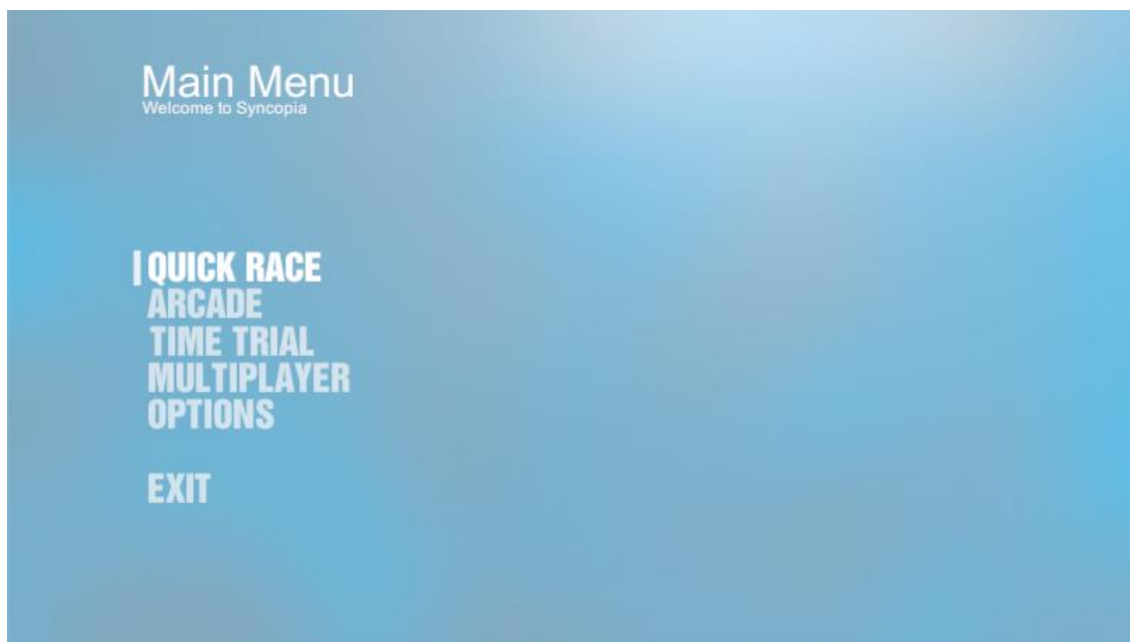 Main Menu
Welcome to Syncopia
QUICK RACE
ARCADE
TIME TRIAL
MULTIPLAYER
OPTIONS
EXIT